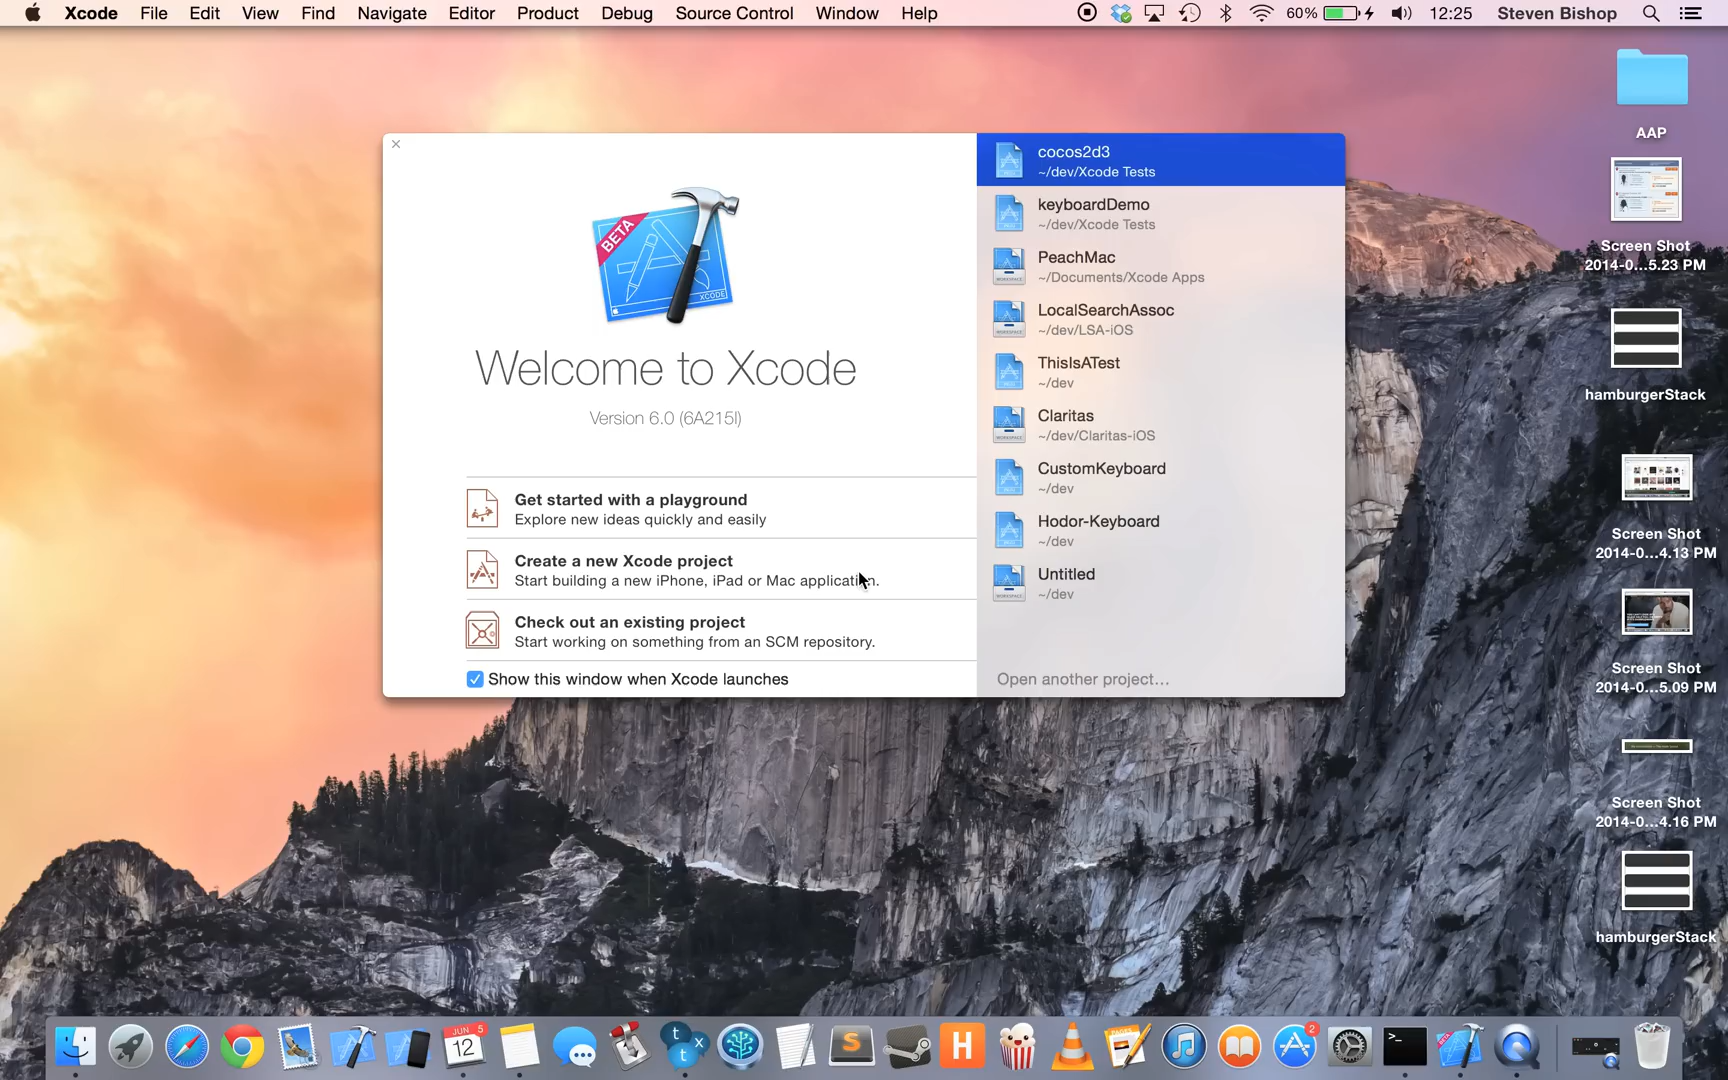 Xcode File Edit View Find Navigate Editor Product Debug Source Control Window Help 60% 12:25 Steven Bishop
AAP
Screen Shot
2014-0...5.23 PM
hamburgerStack
Screen Shot
2014-0...4.13 PM
Screen Shot
2014-0...5.09 PM
Screen Shot
2014-0...4.16 PM
hamburgerStack
BETA
XCODE
Welcome to Xcode
Version 6.0 (6A215l)
Get started with a playground
Explore new ideas quickly and easily
Create a new Xcode project
Start building a new iPhone, iPad or Mac application.
Check out an existing project
Start working on something from an SCM repository.
Show this window when Xcode launches
cocos2d3
~/dev/Xcode Tests
keyboardDemo
~/dev/Xcode Tests
PeachMac
~/Documents/Xcode Apps
LocalSearchAssoc
~/dev/LSA-iOS
ThisIsATest
~/dev
Claritas
~/dev/Claritas-iOS
CustomKeyboard
~/dev
Hodor-Keyboard
~/dev
Untitled
~/dev
Open another project...
JUN 5
12
t x t
S
H
PAGES
2
>_